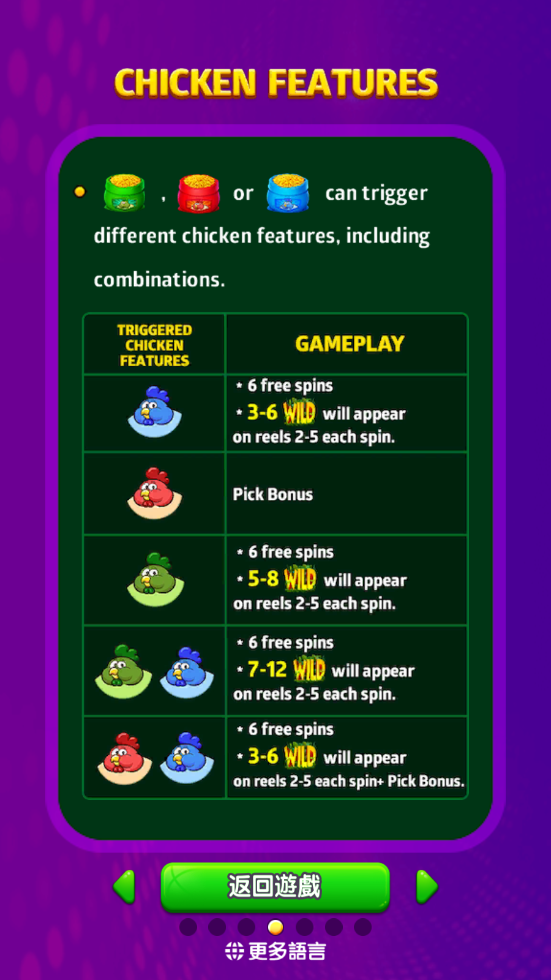 CHICKEN FEATURES
, or can trigger
different chicken features, including
combinations.
TRIGGERED
CHICKEN
FEATURES
GAMEPLAY
* 6 free spins
* 3-6 WILD will appear
on reels 2-5 each spin.
Pick Bonus
* 6 free spins
* 5-8 WILD will appear
on reels 2-5 each spin.
* 6 free spins
* 7-12 WILD will appear
on reels 2-5 each spin.
* 6 free spins
* 3-6 WILD will appear
on reels 2-5 each spin+ Pick Bonus.
返回遊戲
更多語言